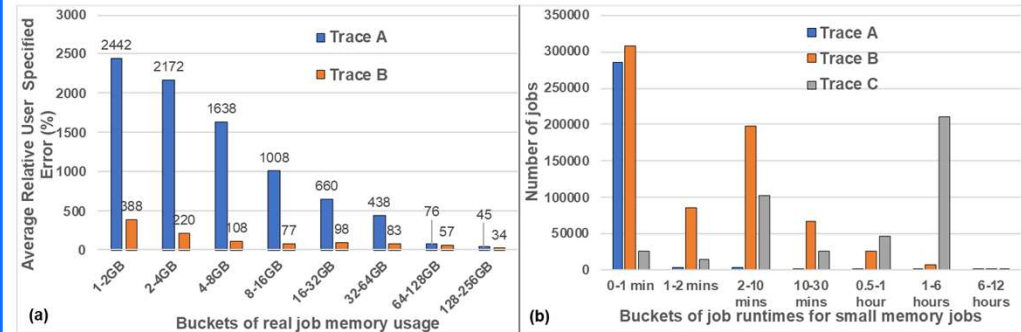 Average Relative User Specified
Error (%)
3000
2500
2000
1500
1000
500
0
Trace A
Trace B
2442
388
2172
220
1638
108
1008
77
660
98
438
83
76
57
45
34
1-2GB
2-4GB
4-8GB
8-16GB
16-32GB
32-64GB
64-128GB
128-256GB
(a)
Buckets of real job memory usage
Number of jobs
350000
300000
250000
200000
150000
100000
50000
0
Trace A
Trace B
Trace C
0-1 min
1-2 mins
2-10
mins
10-30
mins
0.5-1
hour
1-6
hours
6-12
hours
(b)
Buckets of job runtimes for small memory jobs